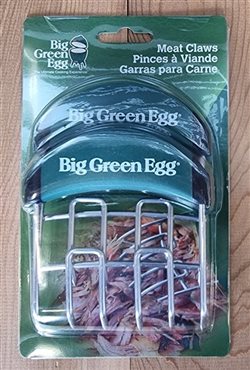 Big
Green
Egg
The Ultimate Cooking Experience
Meat Claws
Pinces à Viande
Garras para Carne
Big Green Egg
Big Green Egg